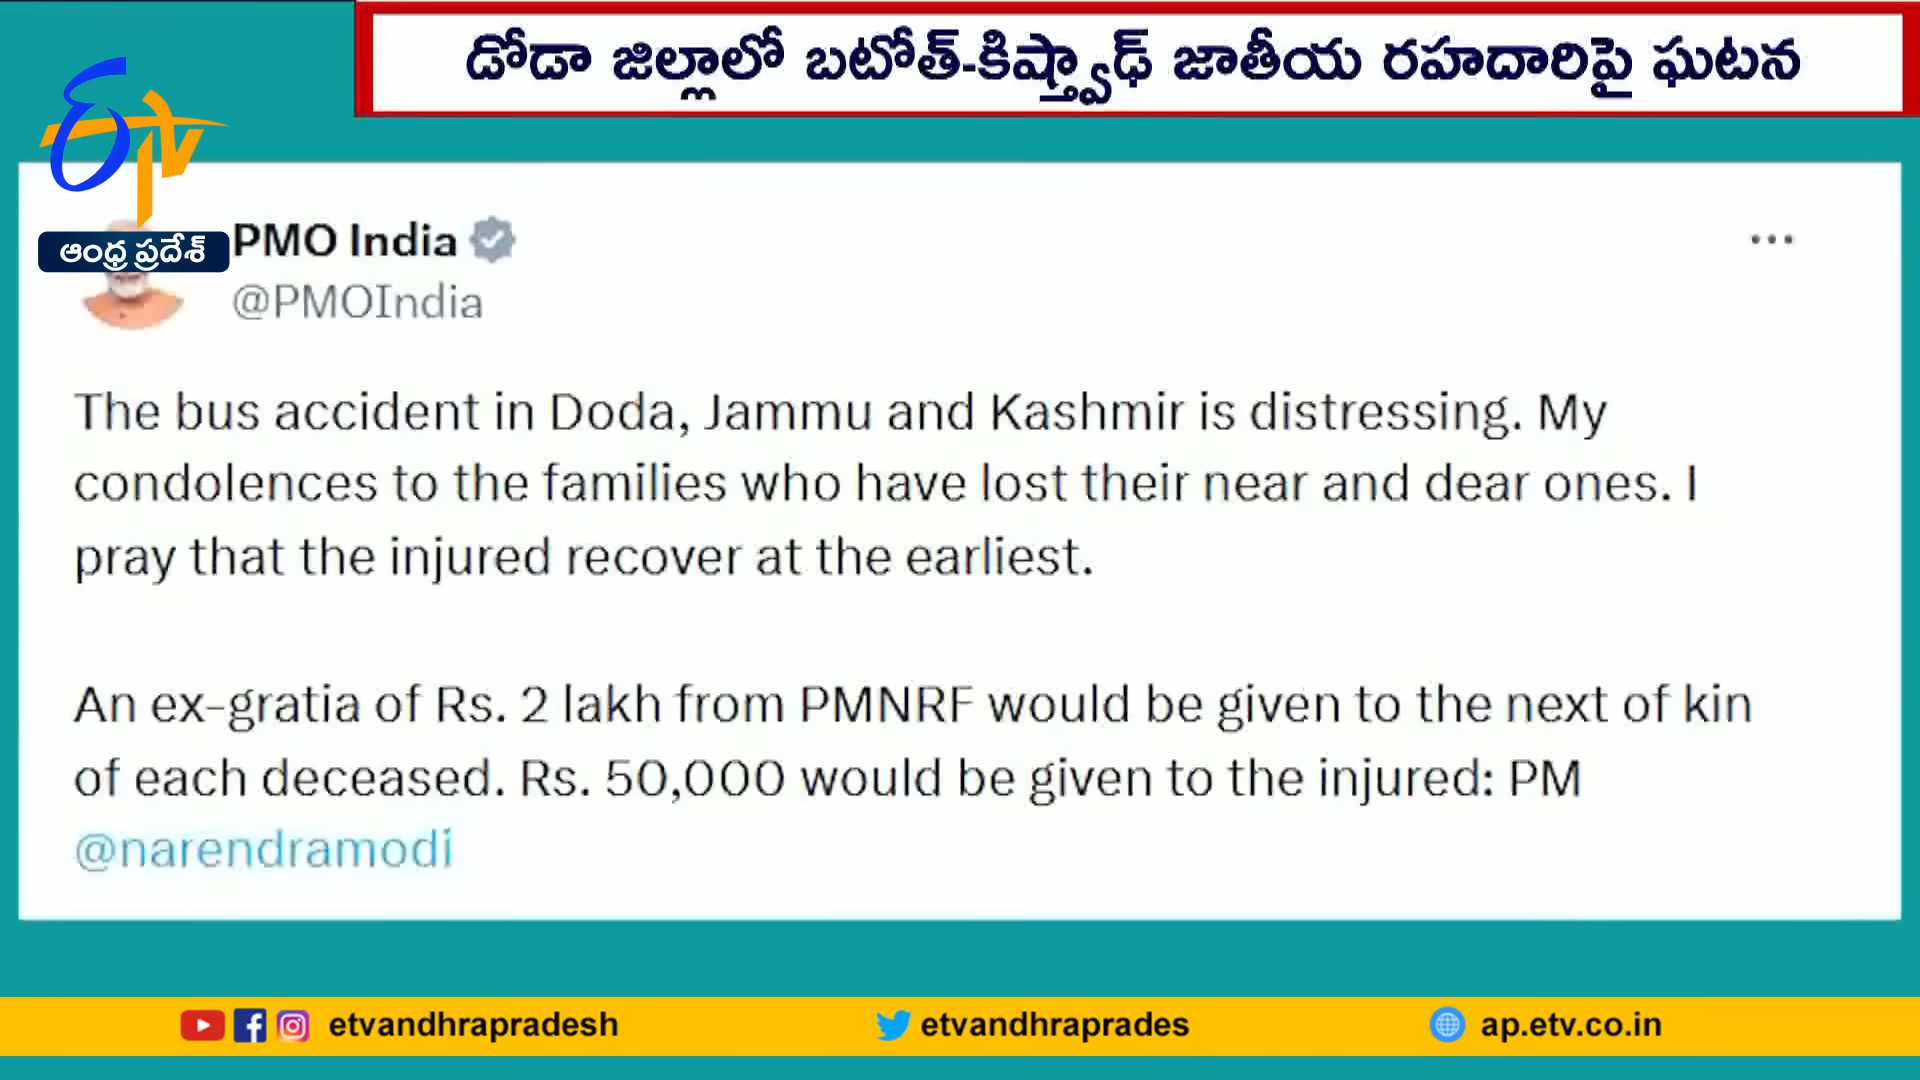 డోడా జిల్లాలో బటోత్-కిష్త్వాఢ్ జాతీయ రహదారిపై ఘటన
ETV
ఆంధ్ర ప్రదేశ్
PMO India
@PMOIndia
The bus accident in Doda, Jammu and Kashmir is distressing. My
condolences to the families who have lost their near and dear ones. I
pray that the injured recover at the earliest.
An ex-gratia of Rs. 2 lakh from PMNRF would be given to the next of kin
of each deceased. Rs. 50,000 would be given to the injured: PM
@narendramodi
etvandhrapradesh
etvandhraprades
ap.etv.co.in